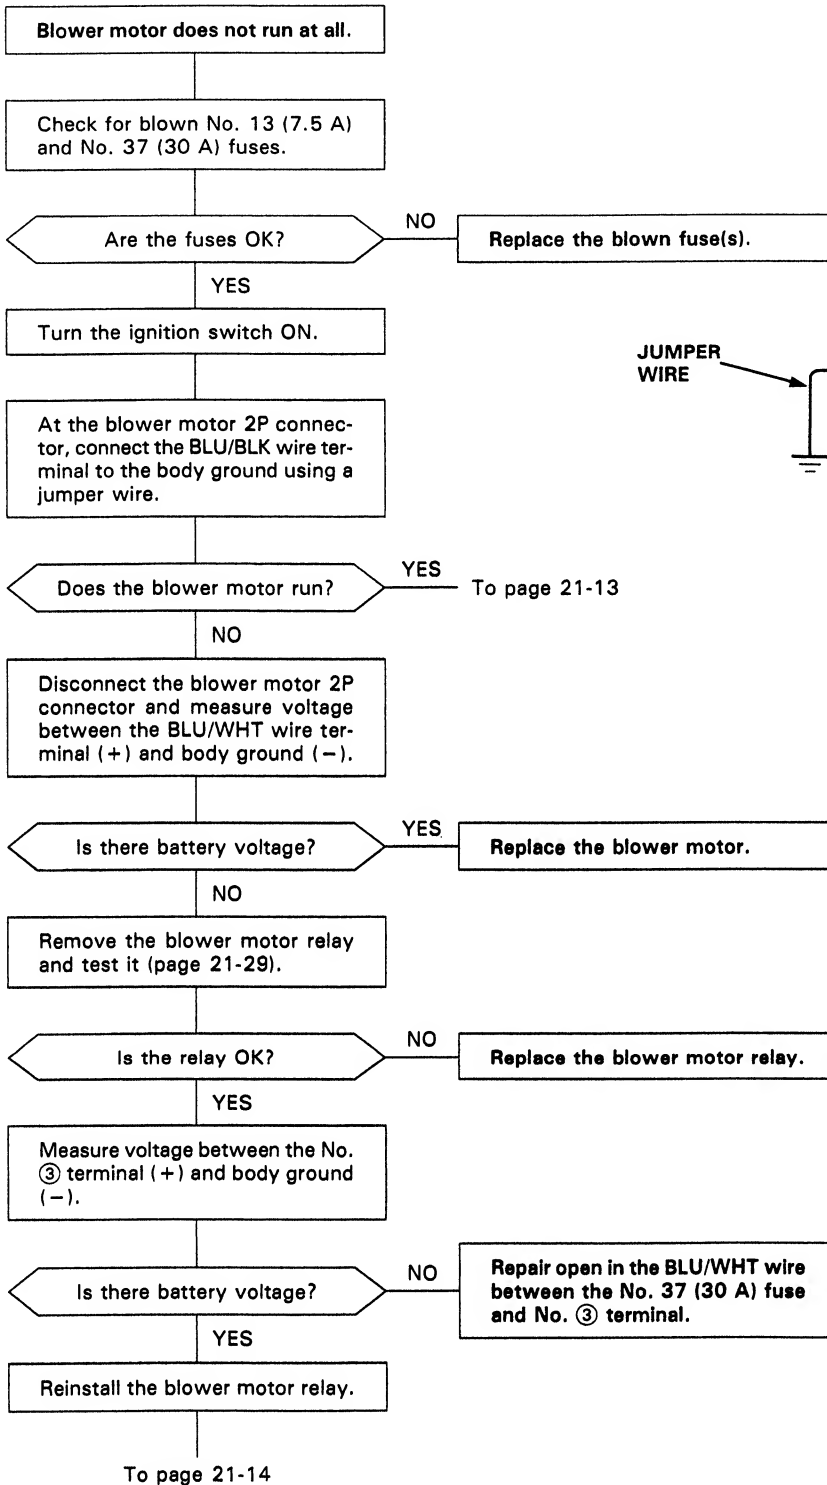 Blower motor does not run at all.
Check for blown No. 13 (7.5 A)
and No. 37 (30 A) fuses.
Are the fuses OK?
NO
Replace the blown fuse(s).
YES
Turn the ignition switch ON.
JUMPER
WIRE
At the blower motor 2P connec-
tor, connect the BLU/BLK wire ter-
minal to the body ground using a
jumper wire.
Does the blower motor run?
YES
To page 21-13
NO
Disconnect the blower motor 2P
connector and measure voltage
between the BLU/WHT wire ter-
minal (+) and body ground (−).
Is there battery voltage?
YES
Replace the blower motor.
NO
Remove the blower motor relay
and test it (page 21-29).
Is the relay OK?
NO
Replace the blower motor relay.
YES
Measure voltage between the No.
③ terminal (+) and body ground
(−).
Is there battery voltage?
NO
Repair open in the BLU/WHT wire
between the No. 37 (30 A) fuse
and No. ③ terminal.
YES
Reinstall the blower motor relay.
To page 21-14